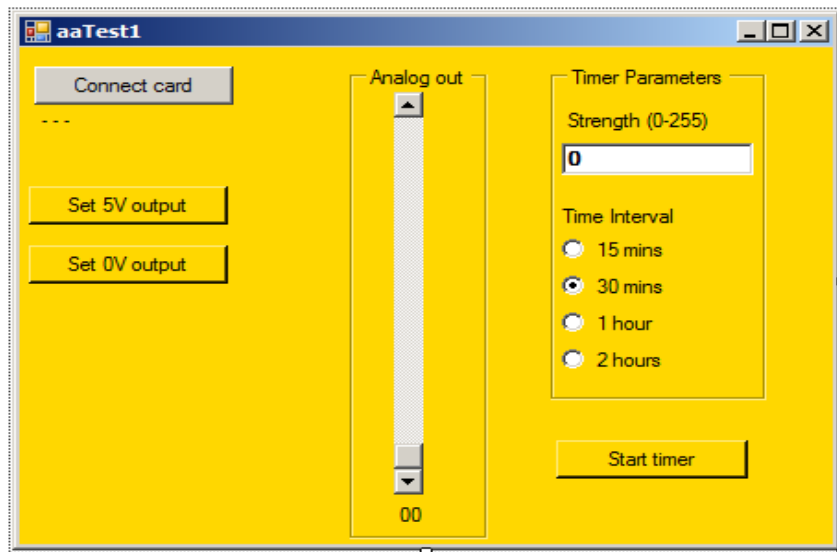 aaTest1
Connect card
- - -
Set 5V output
Set 0V output
Analog out
00
Timer Parameters
Strength (0-255)
0
Time Interval
15 mins
30 mins
1 hour
2 hours
Start timer